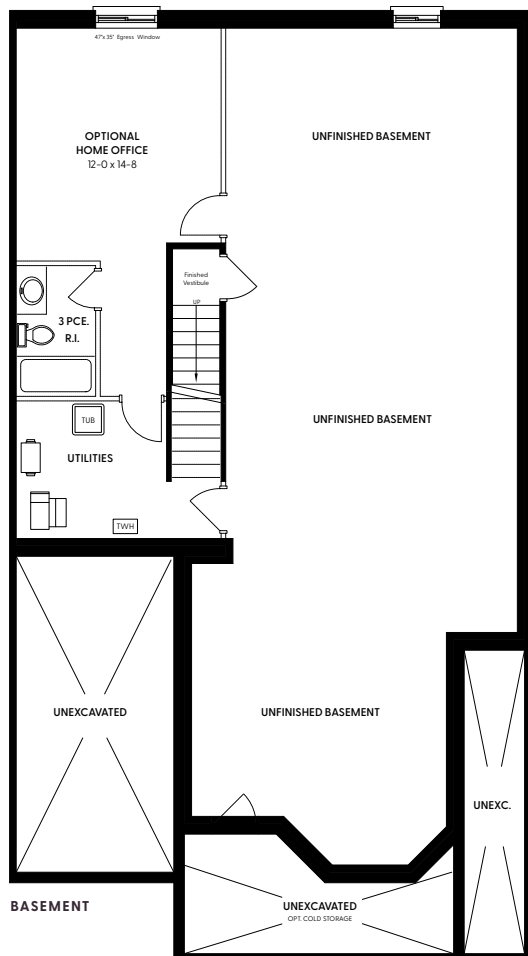 47"x 35" Egress Window
OPTIONAL
HOME OFFICE
12-0 x 14-8
UNFINISHED BASEMENT
Finished
Vestibule
UP
3 PCE.
R.I.
TUB
UNFINISHED BASEMENT
UTILITIES
TWH
UNEXCAVATED
UNFINISHED BASEMENT
UNEXC.
BASEMENT
UNEXCAVATED
OPT. COLD STORAGE